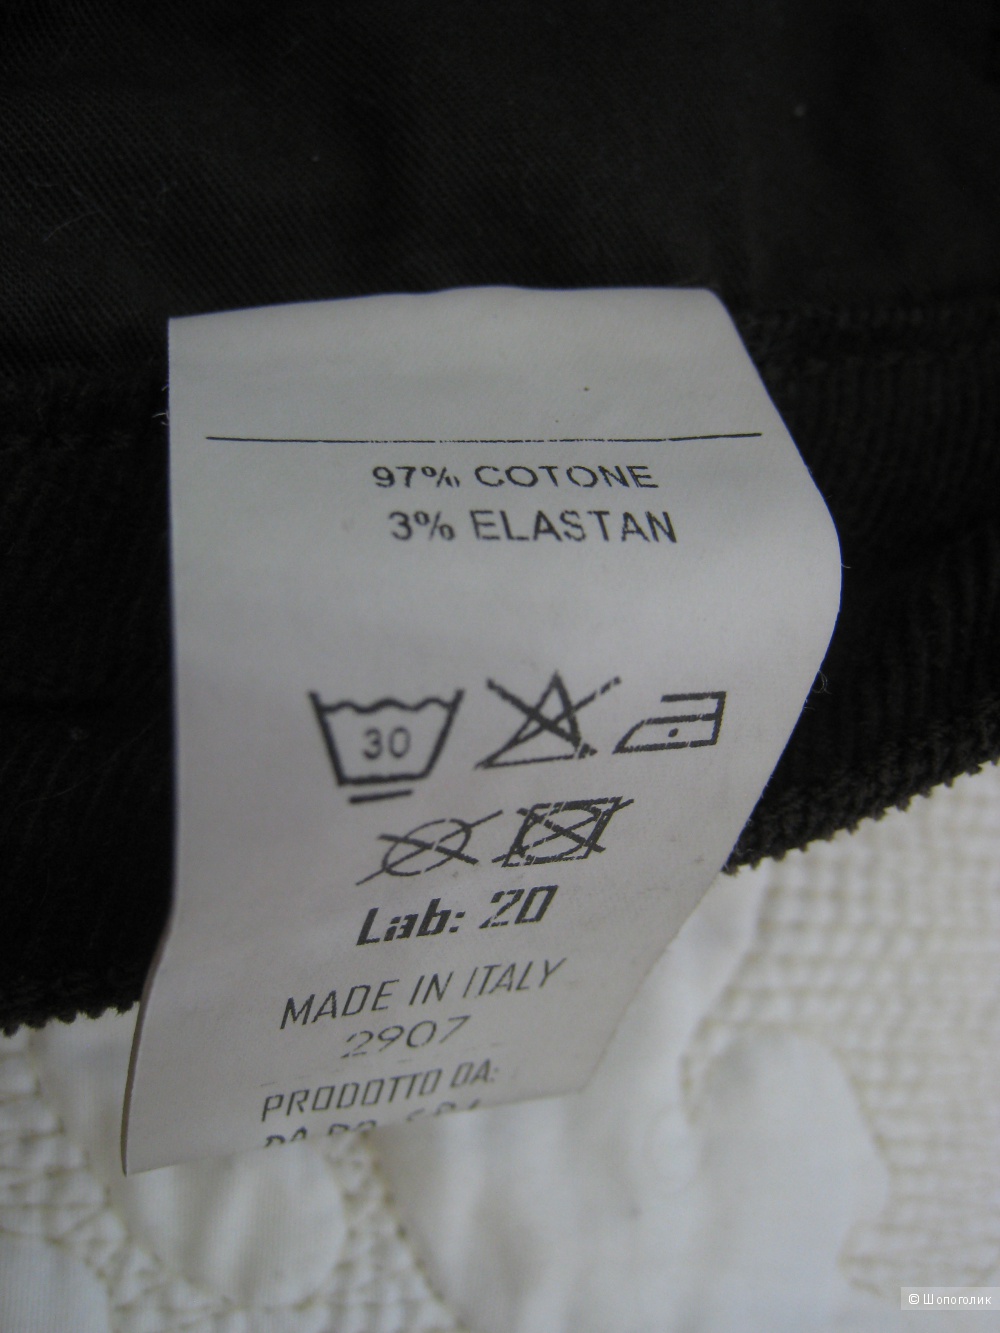 97% COTONE
3% ELASTAN
30
Lab: 20
MADE IN ITALY
2907
PRODOTTO DA:
© Шопоголик